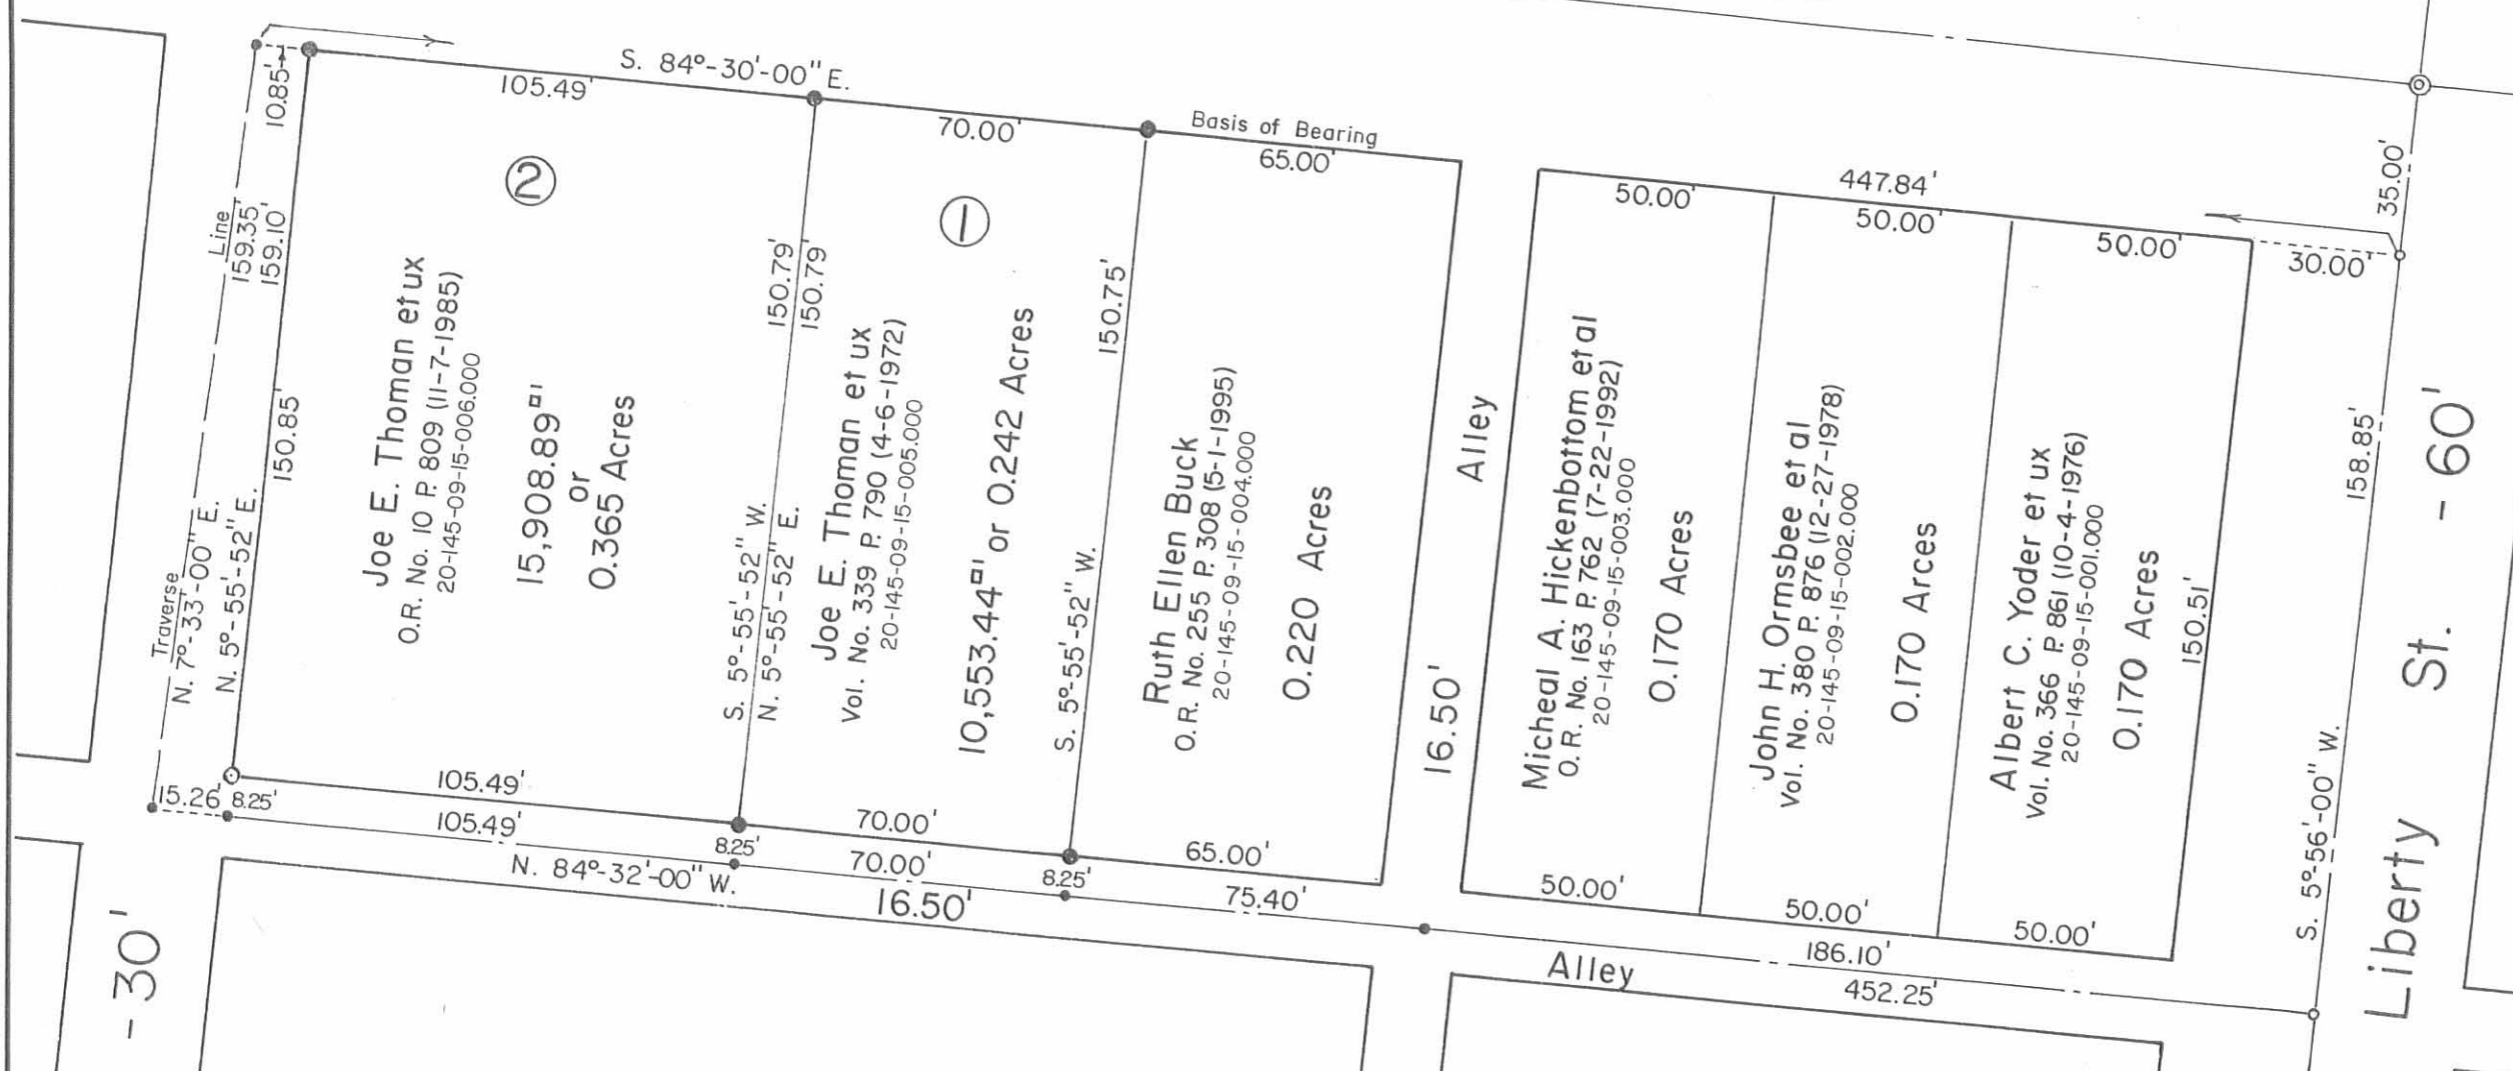 S. 84°-30'-00" E.
10.85'
105.49'
70.00'
Basis of Bearing
65.00'
447.84'
50.00'
50.00'
50.00'
30.00'
35.00'
Traverse Line
N. 7°-33'-00" E. 159.35'
N. 5°-55'-52" E. 159.10'
150.85'
②
Joe E. Thoman et ux
O.R. No. 10 P. 809 (11-7-1985)
20-145-09-15-006.000
15,908.89□'
or
0.365 Acres
S. 5°-55'-52" W. 150.79'
N. 5°-55'-52" E. 150.79'
①
Joe E. Thoman et ux
Vol. No. 339 P. 790 (4-6-1972)
20-145-09-15-005.000
10,553.44□' or 0.242 Acres
S. 5°-55'-52" W. 150.75'
Ruth Ellen Buck
O.R. No. 255 P. 308 (5-1-1995)
20-145-09-15-004.000
0.220 Acres
16.50' Alley
Micheal A. Hickenbottom et al
O.R. No. 163 P. 762 (7-22-1992)
20-145-09-15-003.000
0.170 Acres
John H. Ormsbee et al
Vol. No. 380 P. 876 (12-27-1978)
20-145-09-15-002.000
0.170 Arces
Albert C. Yoder et ux
Vol. No. 366 P. 861 (10-4-1976)
20-145-09-15-001.000
0.170 Acres
150.51'
S. 5°-56'-00" W. 158.85'
Liberty St. - 60'
15.26'
8.25'
105.49'
105.49'
70.00'
8.25'
70.00'
65.00'
8.25'
75.40'
50.00'
50.00'
50.00'
N. 84°-32'-00" W.
16.50'
Alley
186.10'
452.25'
- 30'